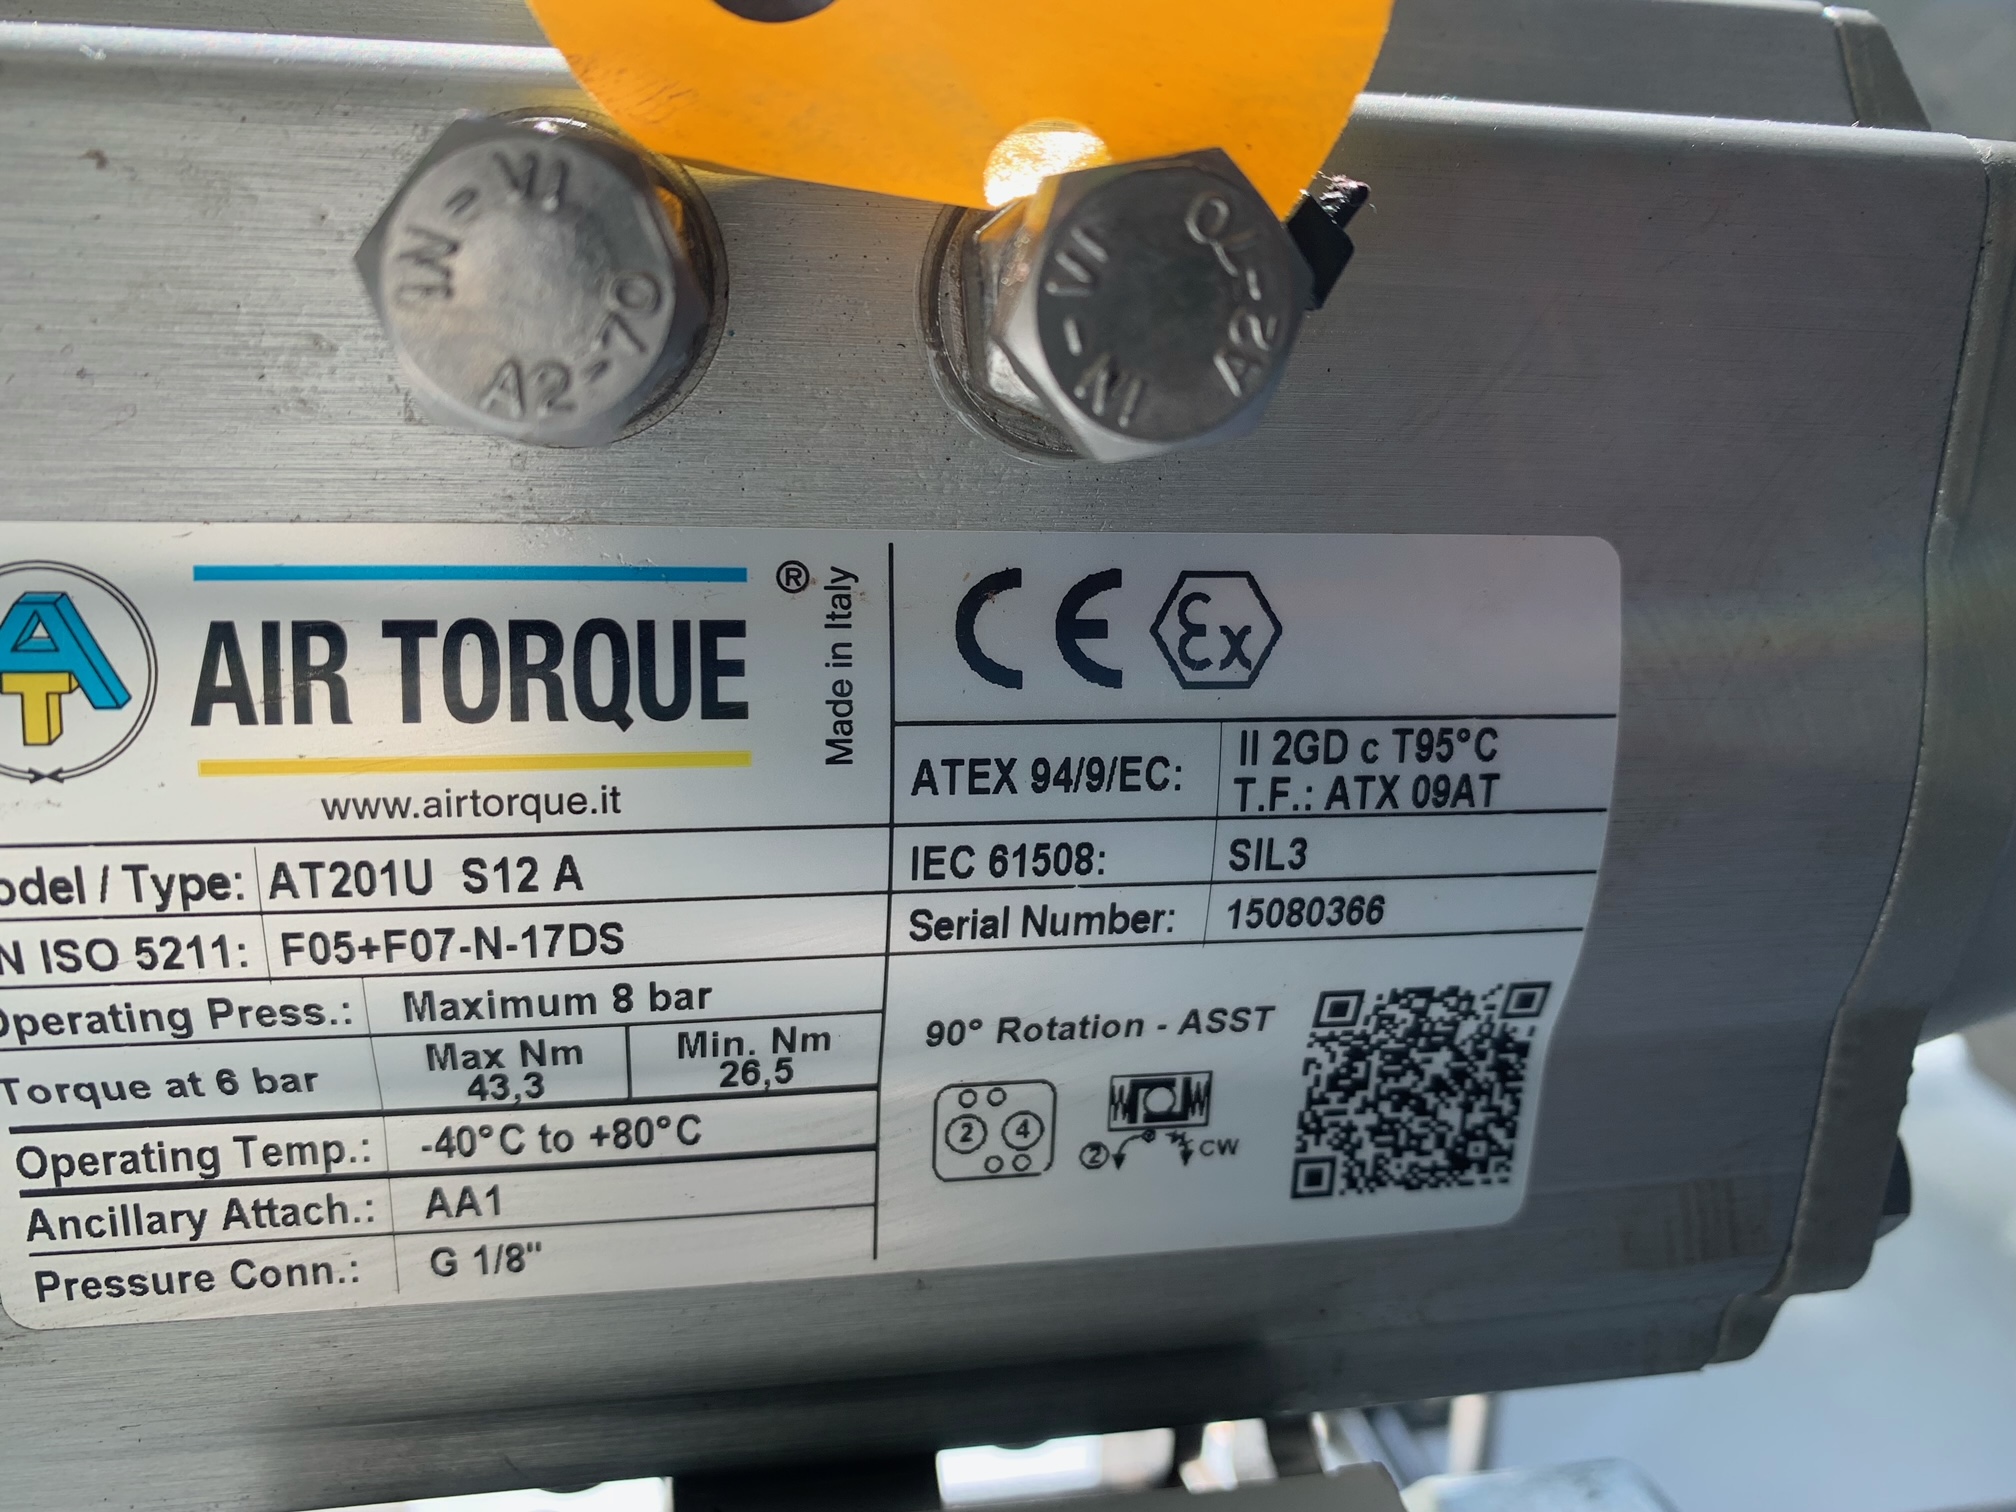 A2-70
A2-70
AT
AIR TORQUE
®
Made in Italy
www.airtorque.it
odel / Type: AT201U S12 A
N ISO 5211: F05+F07-N-17DS
Operating Press.: Maximum 8 bar
Torque at 6 bar Max Nm 43,3 Min. Nm 26,5
Operating Temp.: -40°C to +80°C
Ancillary Attach.: AA1
Pressure Conn.: G 1/8"
CE Ex
ATEX 94/9/EC: II 2GD c T95°C
T.F.: ATX 09AT
IEC 61508: SIL3
Serial Number: 15080366
90° Rotation - ASST
2 4
2 CW